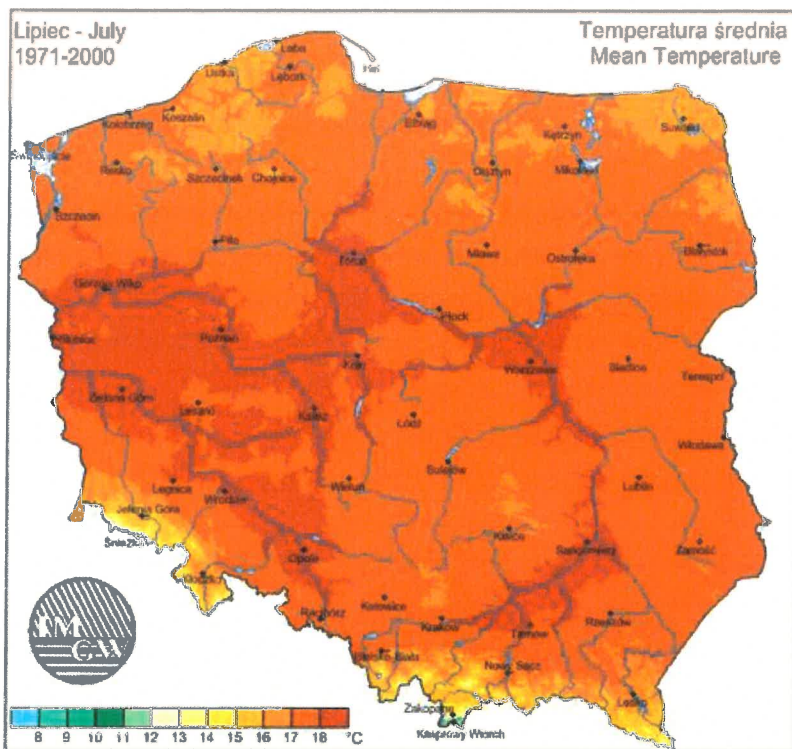 Lipiec - July
1971-2000
Temperatura średnia
Mean Temperature
Łeba
Ustka
Lębork
Hel
Kołobrzeg
Koszalin
Elbląg
Kętrzyn
Suwałki
Resko
Szczecinek
Chojnice
Olsztyn
Mikołajki
Szczecin
Piła
Toruń
Mława
Ostrołęka
Białystok
Gorzów Wlkp.
Płock
Poznań
Koło
Warszawa
Siedlce
Terespol
Zielona Góra
Leszno
Kalisz
Łódź
Włodawa
Sulejów
Legnica
Wrocław
Wieluń
Lublin
Jelenia Góra
Śnieżka
Opole
Kielce
Sandomierz
Zamość
Kłodzko
Racibórz
Katowice
Kraków
Tarnów
Rzeszów
Bielsko-Biała
Nowy Sącz
Lesko
Zakopane
Kasprowy Wierch
IM
GW
8 9 10 11 12 13 14 15 16 17 18 °C